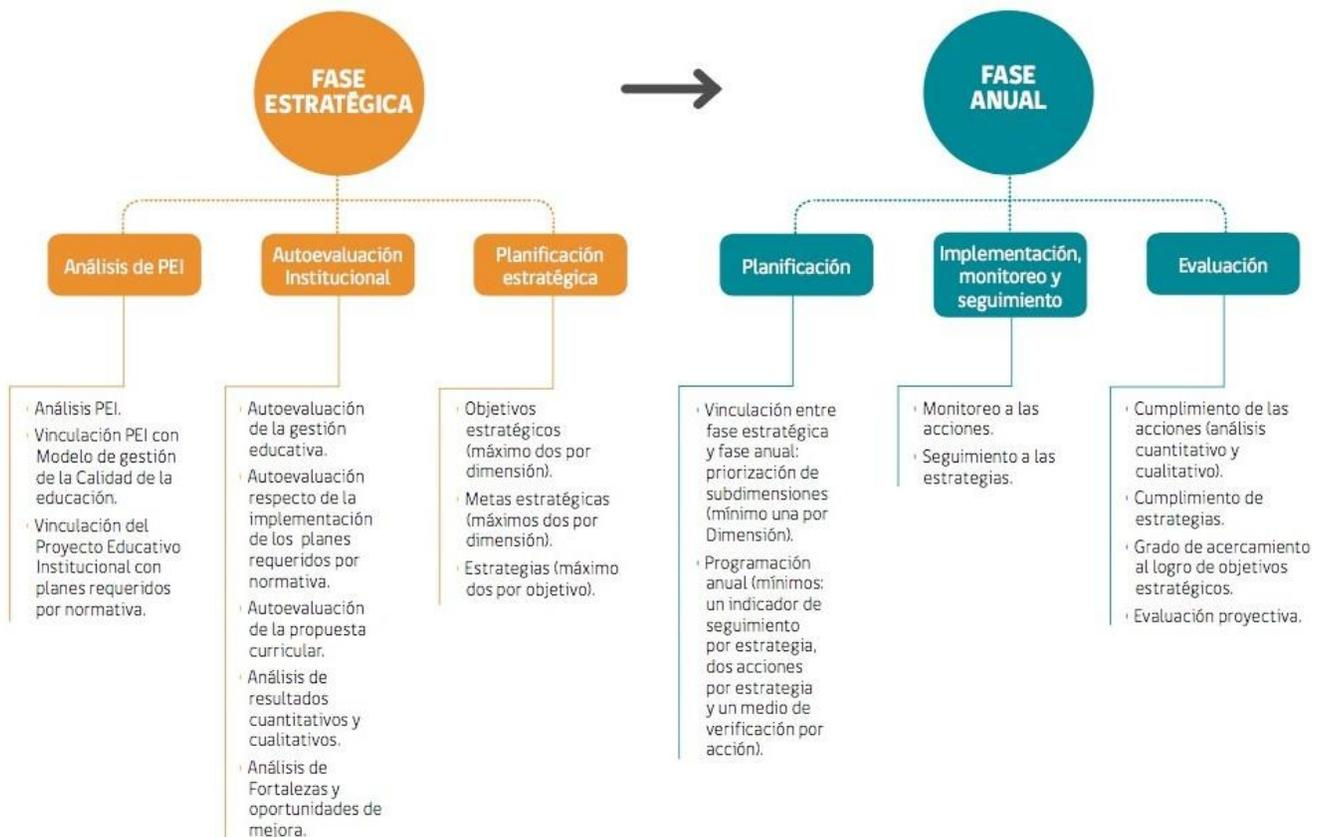 FASE
ESTRATÉGICA
FASE
ANUAL
Análisis de PEI
Autoevaluación
Institucional
Planificación
estratégica
Planificación
Implementación,
monitoreo y
seguimiento
Evaluación
Análisis PEI.
Vinculación PEI con
Modelo de gestión
de la Calidad de la
educación.
Vinculación del
Proyecto Educativo
Institucional con
planes requeridos
por normativa.
Autoevaluación
de la gestión
educativa.
Autoevaluación
respecto de la
implementación
de los planes
requeridos por
normativa.
Autoevaluación
de la propuesta
curricular.
Análisis de
resultados
cuantitativos y
cualitativos.
Análisis de
Fortalezas y
oportunidades de
mejora.
Objetivos
estratégicos
(máximo dos por
dimensión).
Metas estratégicas
(máximos dos por
dimensión).
Estrategias (máximo
dos por objetivo).
Vinculación entre
fase estratégica
y fase anual:
priorización de
subdimensiones
(mínimo una por
Dimensión).
Programación
anual (mínimos:
un indicador de
seguimiento
por estrategia,
dos acciones
por estrategia
y un medio de
verificación por
acción).
Monitoreo a las
acciones.
Seguimiento a las
estrategias.
Cumplimiento de las
acciones (análisis
cuantitativo y
cualitativo).
Cumplimiento de
estrategias.
Grado de acercamiento
al logro de objetivos
estratégicos.
Evaluación proyectiva.